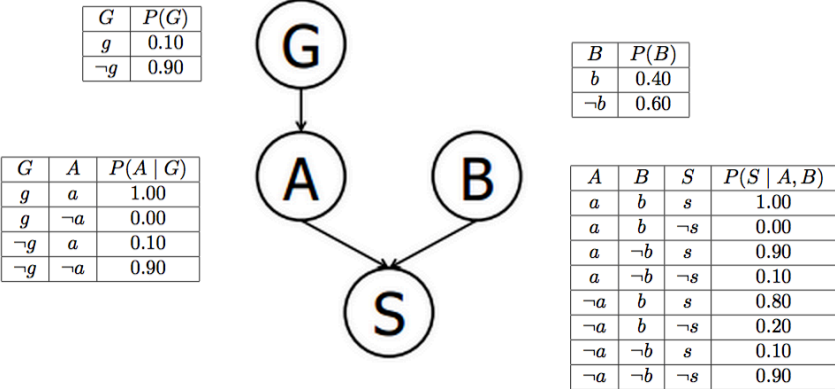 G P(G)
g 0.10
¬g 0.90
G
B P(B)
b 0.40
¬b 0.60
G A P(A | G)
g a 1.00
g ¬a 0.00
¬g a 0.10
¬g ¬a 0.90
A
B
A B S P(S | A, B)
a b s 1.00
a b ¬s 0.00
a ¬b s 0.90
a ¬b ¬s 0.10
¬a b s 0.80
¬a b ¬s 0.20
¬a ¬b s 0.10
¬a ¬b ¬s 0.90
S